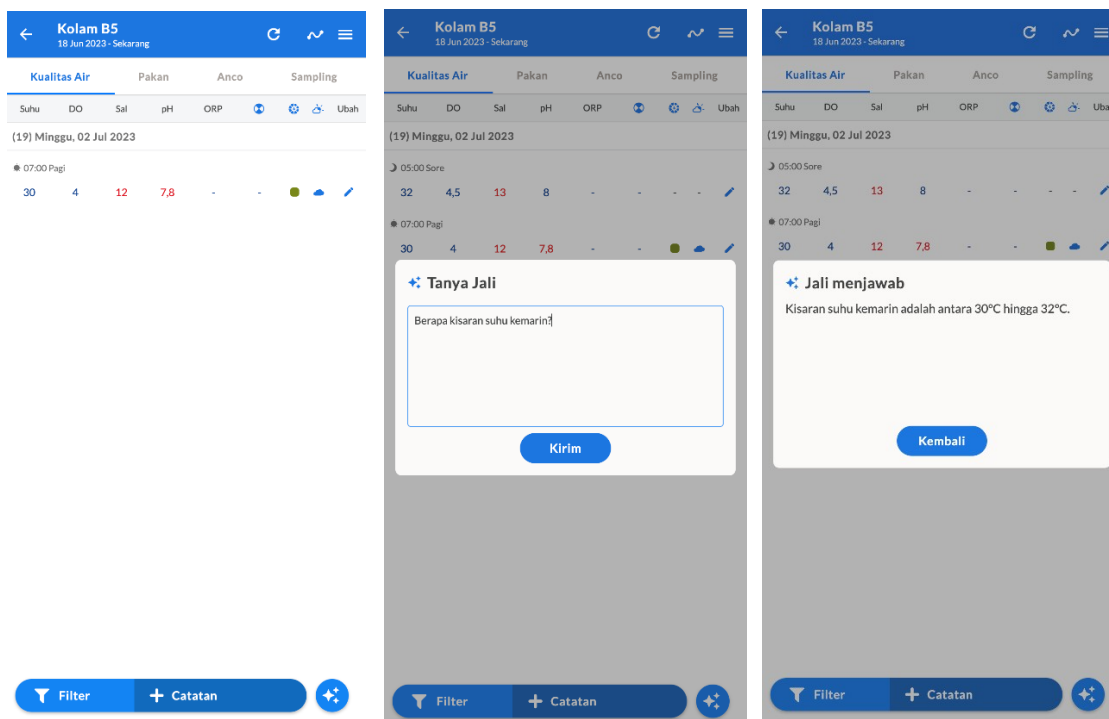 Kolam B5
18 Jun 2023 - Sekarang
Kualitas Air Pakan Anco Sampling
Suhu DO Sal pH ORP Ubah
(19) Minggu, 02 Jul 2023
07:00 Pagi
30 4 12 7,8 - -
Filter + Catatan
Kolam B5
18 Jun 2023 - Sekarang
Kualitas Air Pakan Anco Sampling
Suhu DO Sal pH ORP Ubah
(19) Minggu, 02 Jul 2023
05:00 Sore
32 4,5 13 8 - - - -
07:00 Pagi
30 4 12 7,8 - -
Tanya Jali
Berapa kisaran suhu kemarin?
Kirim
Filter + Catatan
Kolam B5
18 Jun 2023 - Sekarang
Kualitas Air Pakan Anco Sampling
Suhu DO Sal pH ORP Uba
(19) Minggu, 02 Jul 2023
05:00 Sore
32 4,5 13 8 - - - -
07:00 Pagi
30 4 12 7,8 - -
Jali menjawab
Kisaran suhu kemarin adalah antara 30°C hingga 32°C.
Kembali
Filter + Catatan